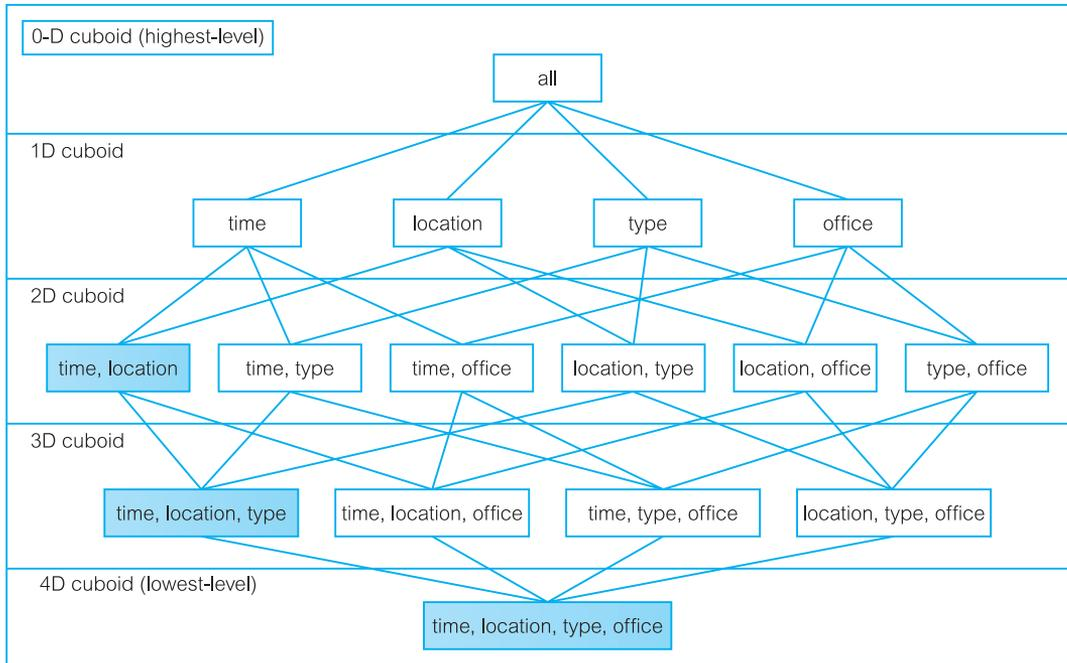 0-D cuboid (highest-level)
all
1D cuboid
time
location
type
office
2D cuboid
time, location
time, type
time, office
location, type
location, office
type, office
3D cuboid
time, location, type
time, location, office
time, type, office
location, type, office
4D cuboid (lowest-level)
time, location, type, office